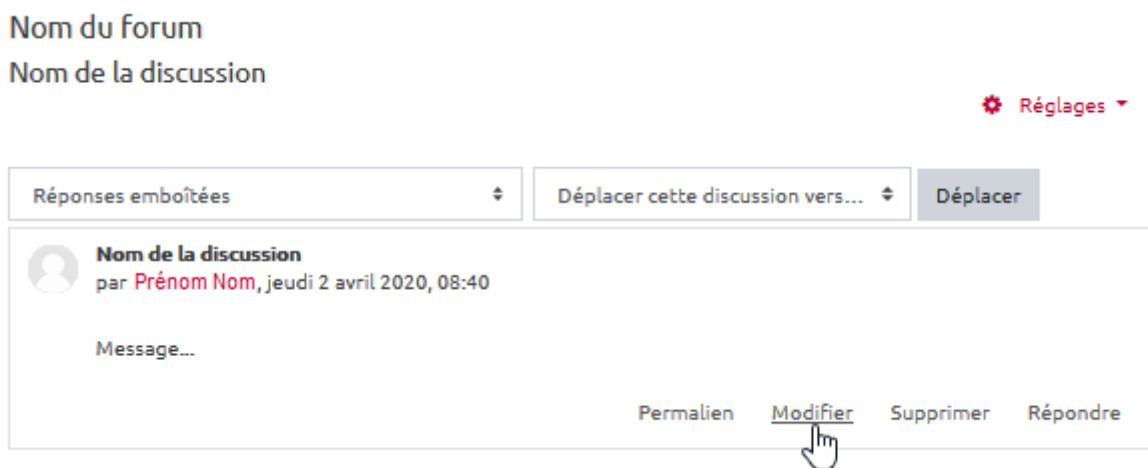 Nom du forum
Nom de la discussion
Réglages
Réponses emboîtées
Déplacer cette discussion vers...
Déplacer
Nom de la discussion
par Prénom Nom, jeudi 2 avril 2020, 08:40
Message...
Permalien Modifier Supprimer Répondre